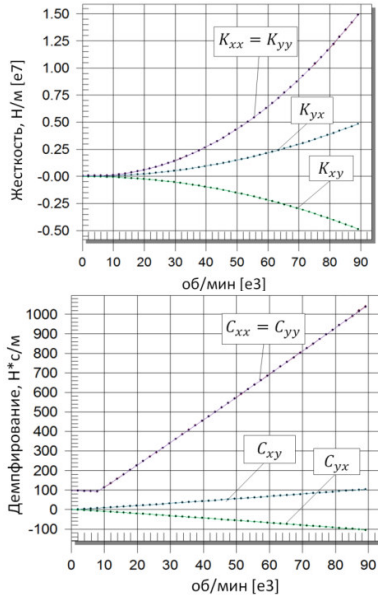 1.50
1.25
1.00
0.75
0.50
0.25
-0.00
-0.25
-0.50
Жесткость, Н/м [e7]
K_xx = K_yy
K_yx
K_xy
0 10 20 30 40 50 60 70 80 90
об/мин [e3]
1000
900
800
700
600
500
400
300
200
100
0
-100
Демпфирование, Н*с/м
C_xx = C_yy
C_xy
C_yx
0 10 20 30 40 50 60 70 80 90
об/мин [e3]